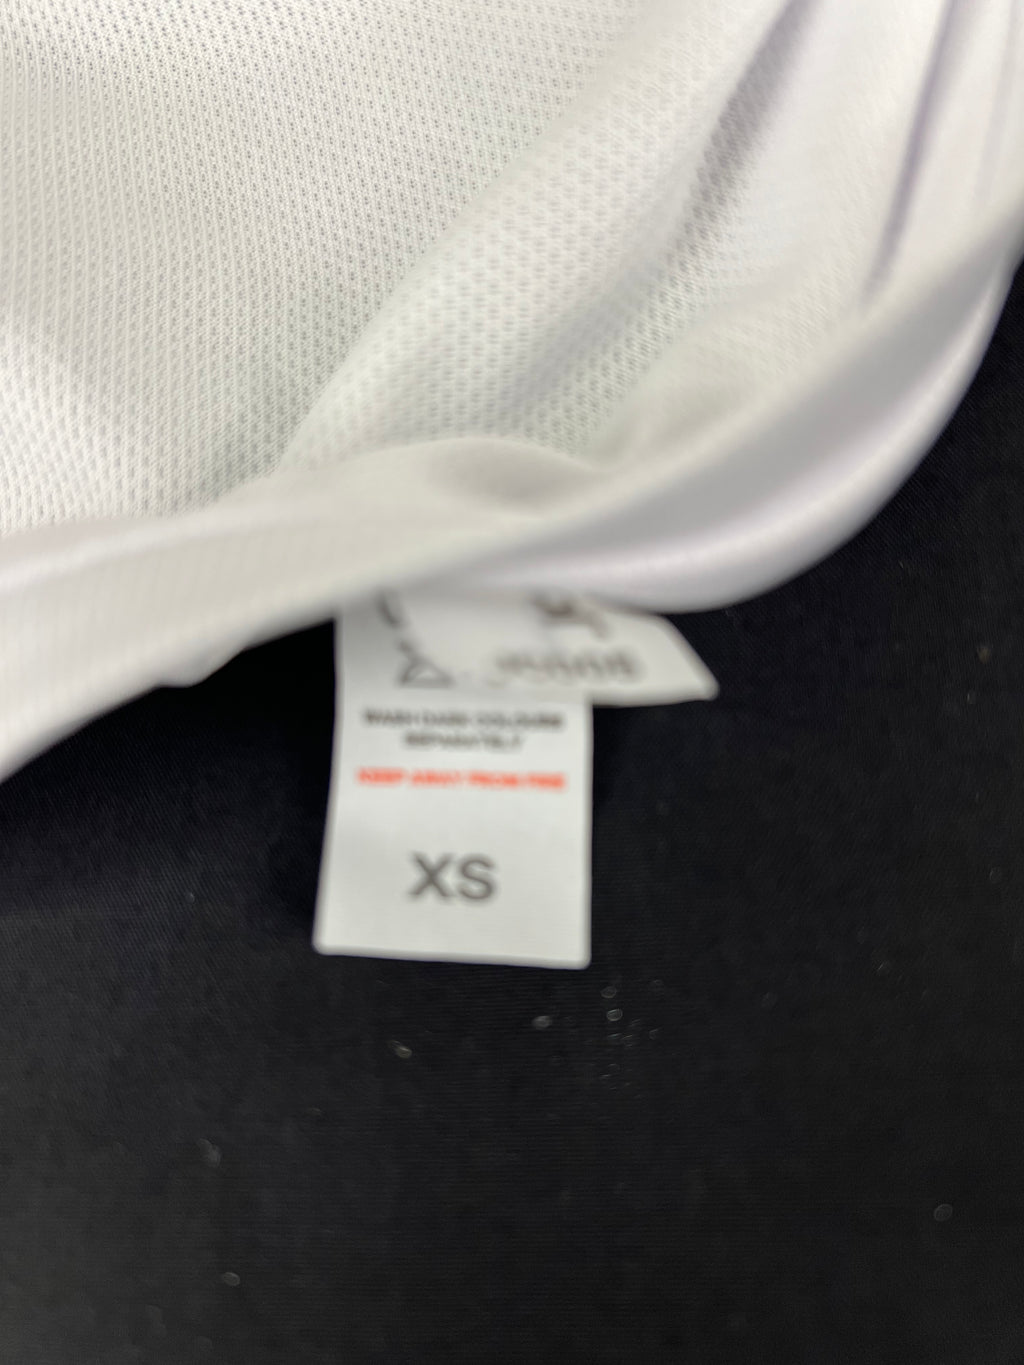 WASH DARK COLOURS
SEPARATELY
KEEP AWAY FROM FIRE
XS